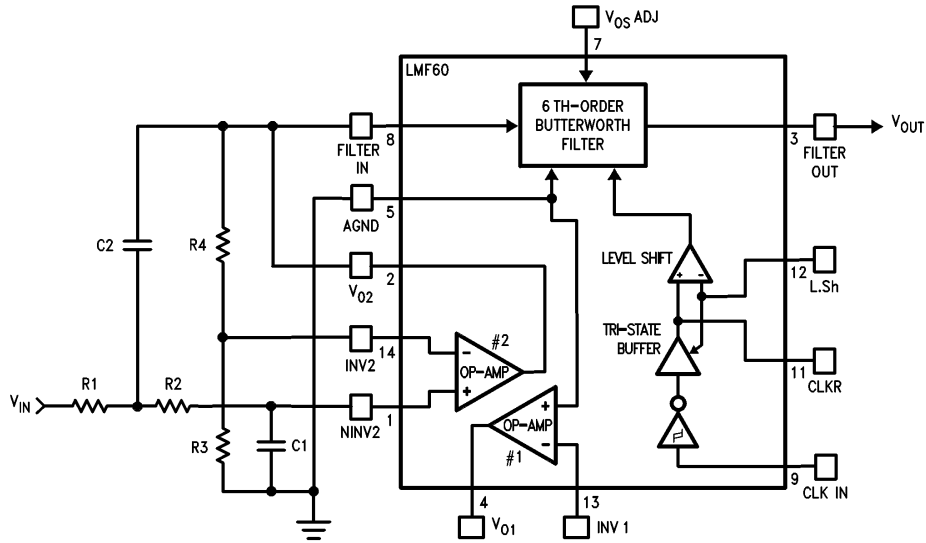 V_OS ADJ
7
LMF60
6 TH-ORDER
BUTTERWORTH
FILTER
FILTER
IN
8
3
FILTER
OUT
V_OUT
AGND
5
C2
R4
V_O2
2
LEVEL SHIFT
+ -
12
L.Sh
TRI-STATE
BUFFER
INV2
14
#2
-
OP-AMP
+
11
CLKR
V_IN
R1
R2
NINV2
1
R3
C1
+
OP-AMP
-
#1
9
CLK IN
4
13
V_O1
INV 1